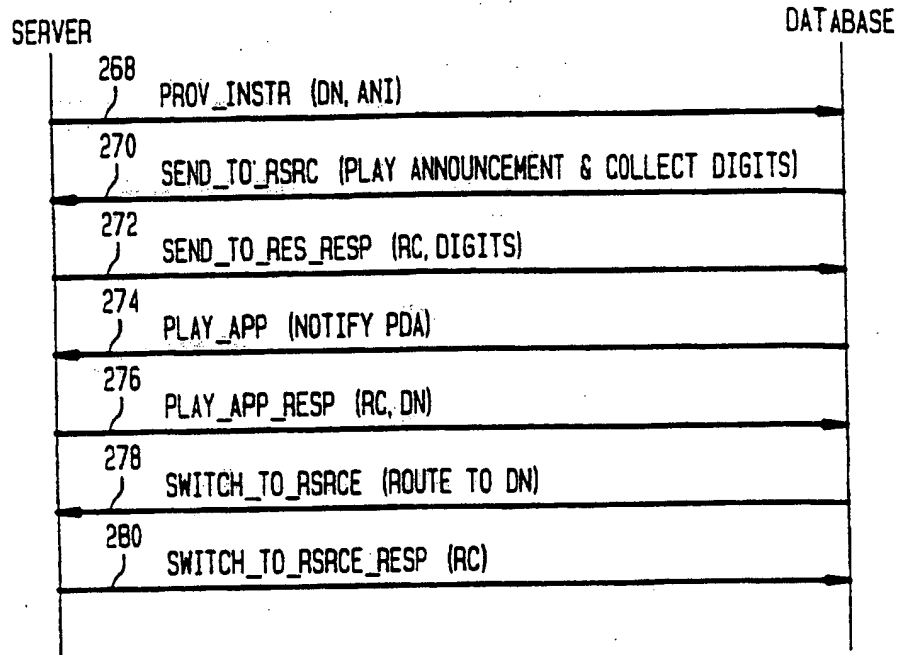 SERVER
DATABASE
268
PROV_INSTR (DN, ANI)
270
SEND_TO_RSRC (PLAY ANNOUNCEMENT & COLLECT DIGITS)
272
SEND_TO_RES_RESP (RC, DIGITS)
274
PLAY_APP (NOTIFY PDA)
276
PLAY_APP_RESP (RC, DN)
278
SWITCH_TO_RSRCE (ROUTE TO DN)
280
SWITCH_TO_RSRCE_RESP (RC)